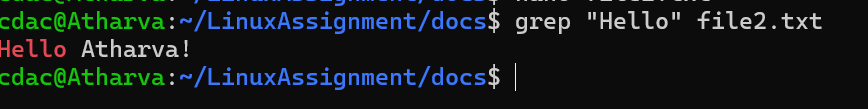 cdac@Atharva:~/LinuxAssignment/docs$ grep "Hello" file2.txt
Hello Atharva!
cdac@Atharva:~/LinuxAssignment/docs$